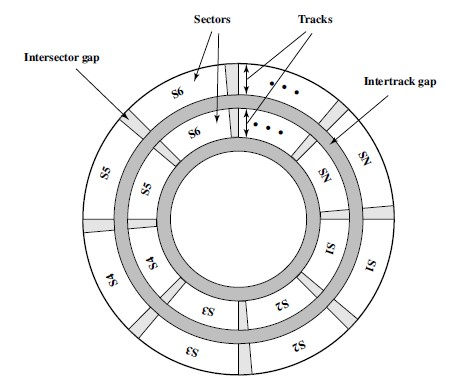 Sectors
Tracks
Intersector gap
Intertrack gap
S6
• • •
SN
S6
• • •
S5
S5
SN
S4
S4
S1
S1
S3
S2
S3
S2